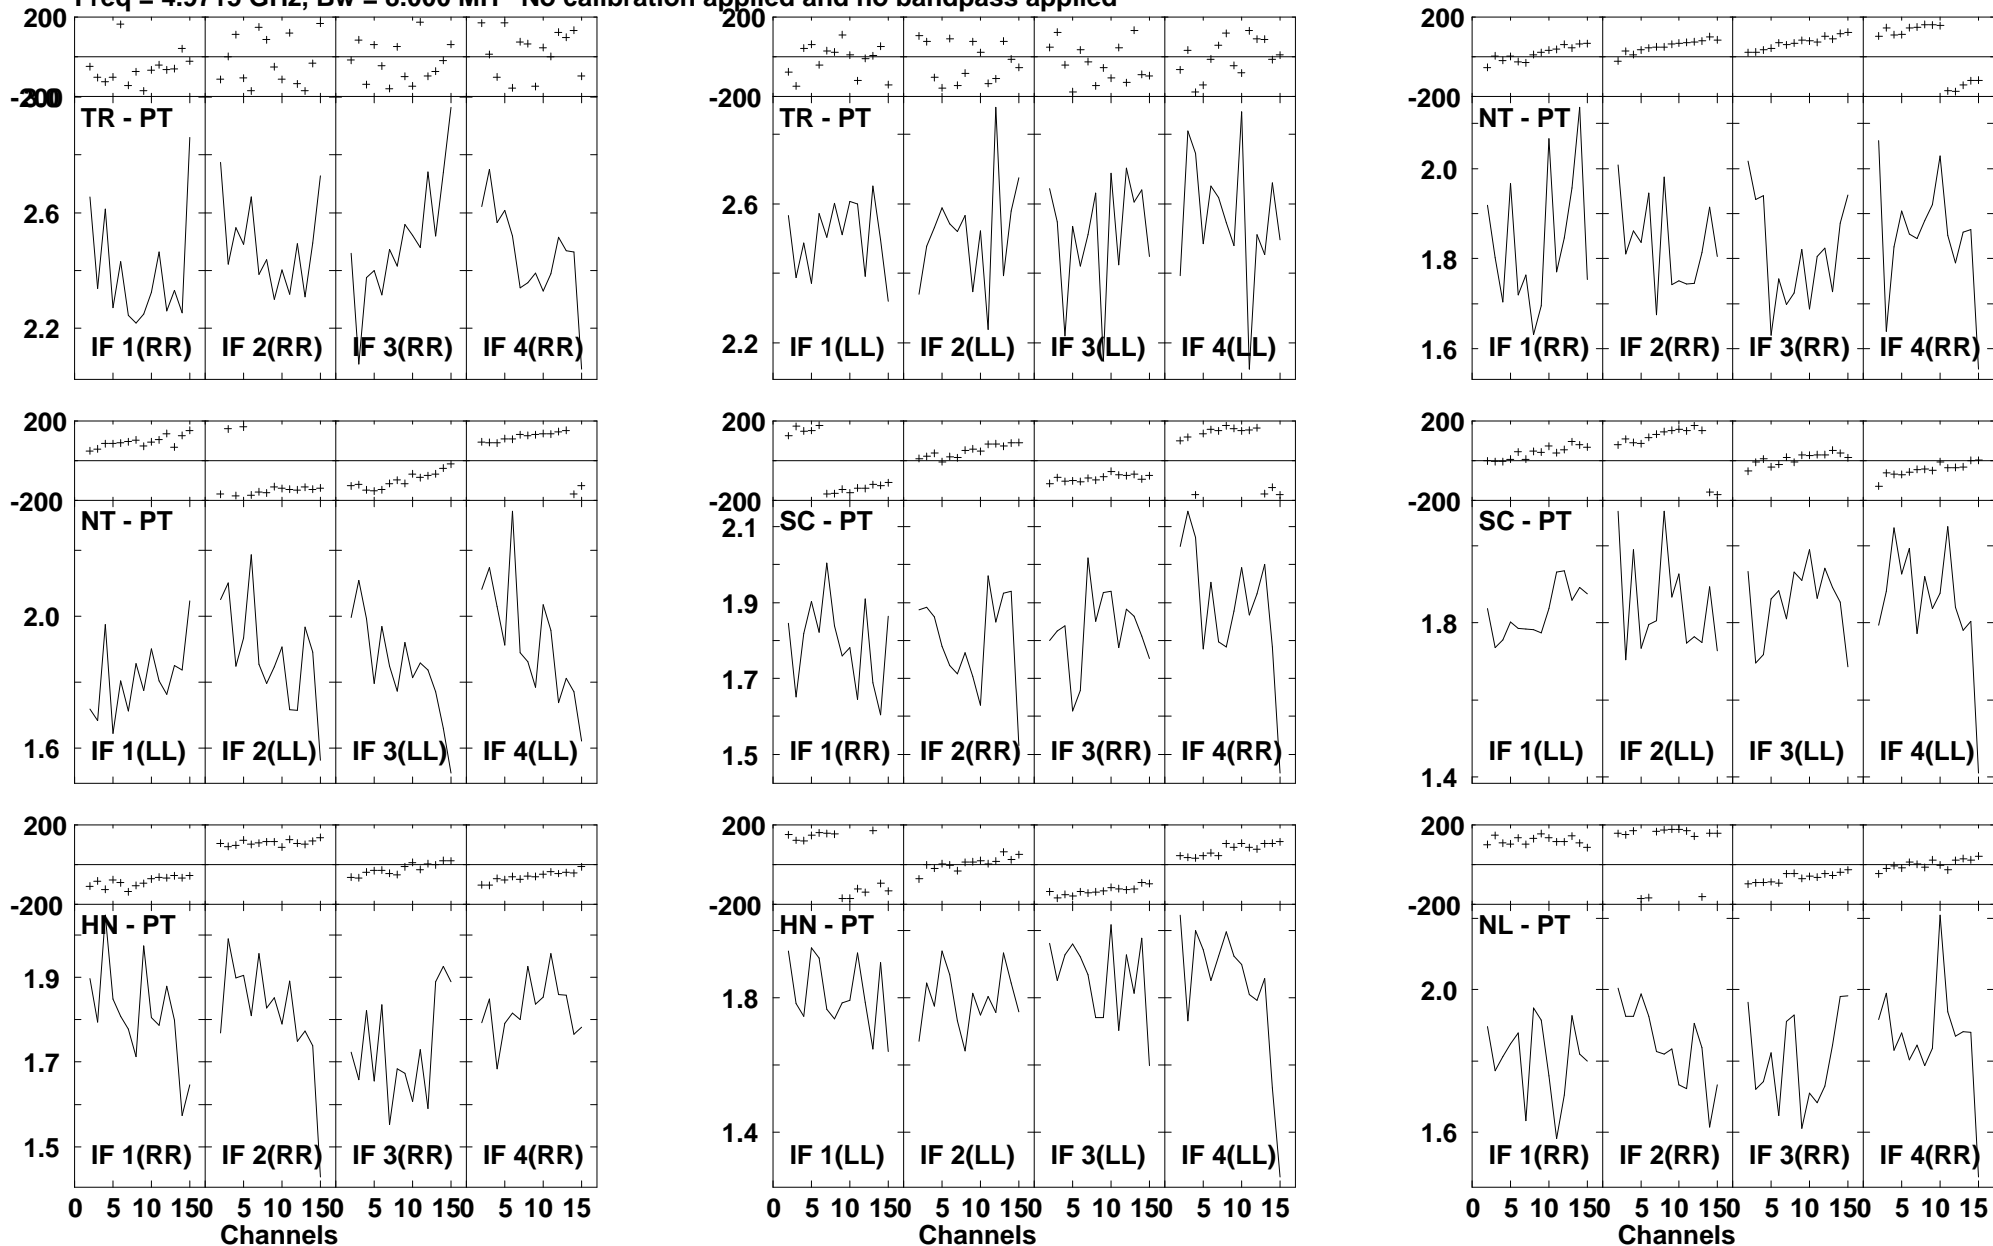 Freq = 4.9715 GHz, Bw = 8.000 MH No calibration applied and no bandpass applied
200 200 200
-200 -200 -200
3.0
TR - PT TR - PT NT - PT
2.6 2.6 2.0
1.8
2.2 2.2 1.6
IF 1(RR) IF 2(RR) IF 3(RR) IF 4(RR) IF 1(LL) IF 2(LL) IF 3(LL) IF 4(LL) IF 1(RR) IF 2(RR) IF 3(RR) IF 4(RR)
200 200 200
-200 -200 -200
NT - PT SC - PT SC - PT
2.1
2.0 1.9 1.8
1.7
1.6 1.5 1.4
IF 1(LL) IF 2(LL) IF 3(LL) IF 4(LL) IF 1(RR) IF 2(RR) IF 3(RR) IF 4(RR) IF 1(LL) IF 2(LL) IF 3(LL) IF 4(LL)
200 200 200
-200 -200 -200
HN - PT HN - PT NL - PT
1.9 1.8 2.0
1.7
1.5 1.4 1.6
IF 1(RR) IF 2(RR) IF 3(RR) IF 4(RR) IF 1(LL) IF 2(LL) IF 3(LL) IF 4(LL) IF 1(RR) IF 2(RR) IF 3(RR) IF 4(RR)
0 5 10 150 5 10 150 5 10 150 5 10 15 0 5 10 150 5 10 150 5 10 150 5 10 15 0 5 10 150 5 10 150 5 10 150 5 10 15
Channels Channels Channels